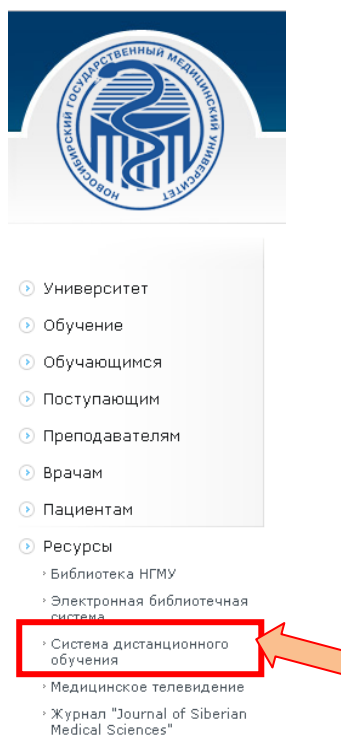 НОВОСИБИРСКИЙ ГОСУДАРСТВЕННЫЙ МЕДИЦИНСКИЙ УНИВЕРСИТЕТ
Университет
Обучение
Обучающимся
Поступающим
Преподавателям
Врачам
Пациентам
Ресурсы
Библиотека НГМУ
Электронная библиотечная
система
Система дистанционного
обучения
Медицинское телевидение
Журнал "Journal of Siberian
Medical Sciences"